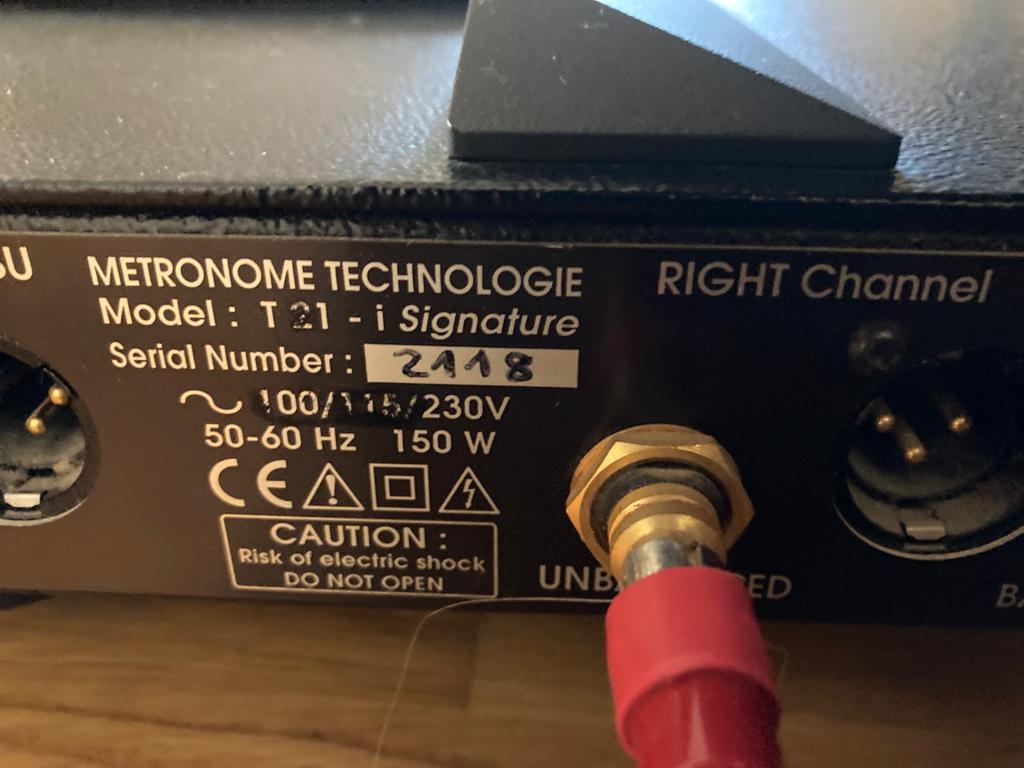 METRONOME TECHNOLOGIE
Model : T 21 - i Signature
Serial Number : 2118
100/115/230V
50-60 Hz 150 W
CE
CAUTION :
Risk of electric shock
DO NOT OPEN
RIGHT Channel